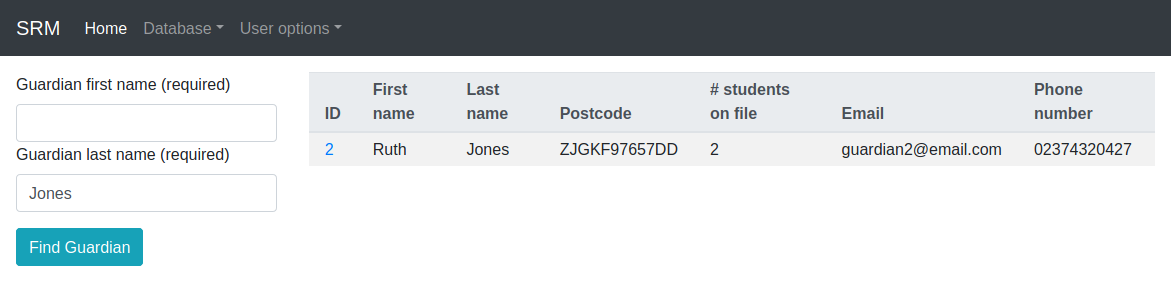 SRM Home Database User options
Guardian first name (required)
Guardian last name (required)
Jones
Find Guardian
ID First name Last name Postcode # students on file Email Phone number
2 Ruth Jones ZJGKF97657DD 2 guardian2@email.com 02374320427